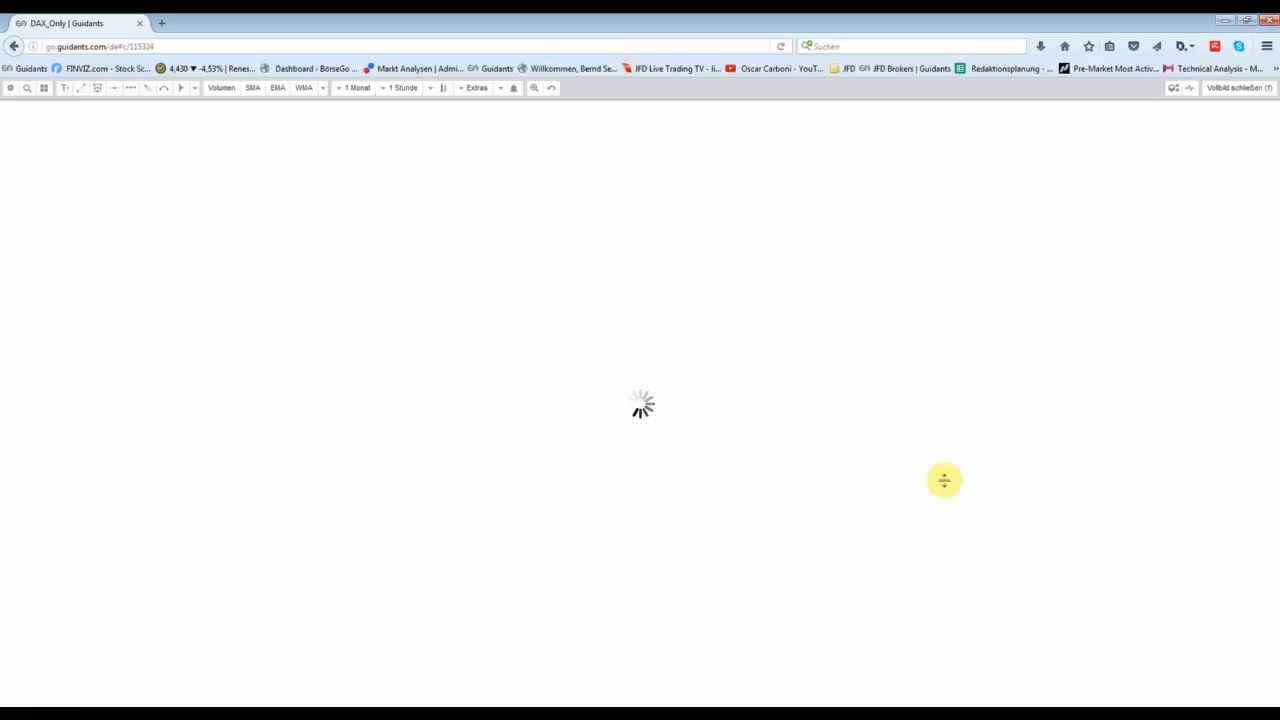 DAX_Only | Guidants
go.guidants.com/de#c/115324
Suchen
Guidants FINVIZ.com - Stock Sc... 4,430 ▼ -4,53% | Renes... Dashboard ‹ BörseGo ... Markt Analysen | Admi... Guidants Willkommen, Bernd Se... JFD Live Trading TV - li... Oscar Carboni - YouT... JFD JFD Brokers | Guidants Redaktionsplanung - ... Pre-Market Most Activ... Technical Analysis - M... »
Volumen SMA EMA WMA 1 Monat 1 Stunde Extras Vollbild schließen (f)